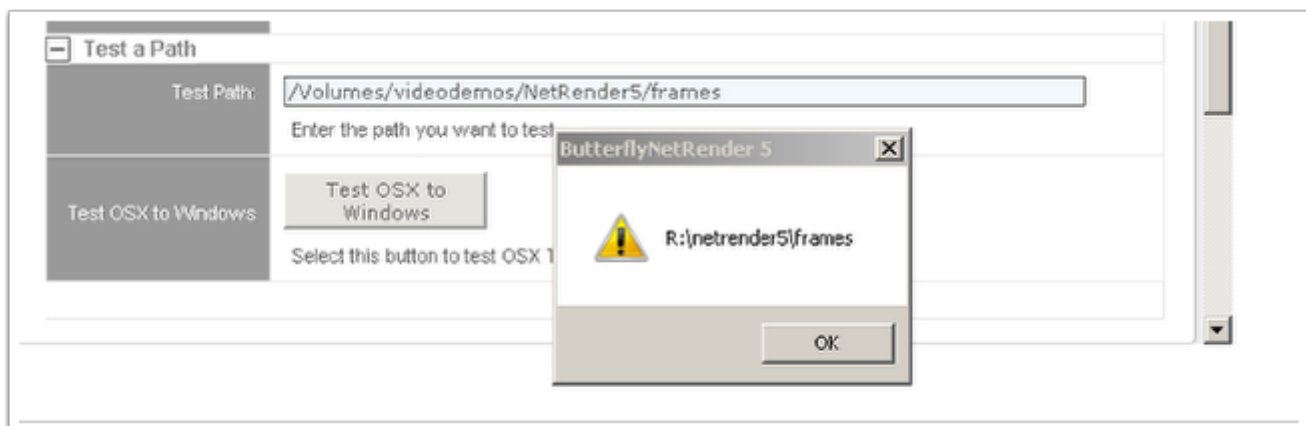 Test a Path
Test Path:
/Volumes/videodemos/NetRender5/frames
Enter the path you want to test
ButterflyNetRender 5
Test OSX to Windows
Test OSX to
Windows
R:\netrender5\frames
Select this button to test OSX
OK